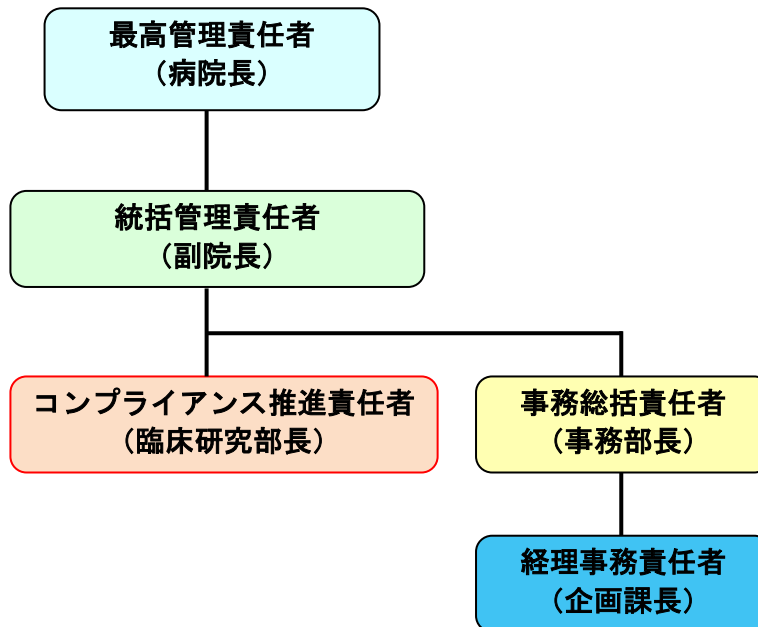 最高管理責任者
（病院長）
統括管理責任者
（副院長）
コンプライアンス推進責任者
（臨床研究部長）
事務総括責任者
（事務部長）
経理事務責任者
（企画課長）